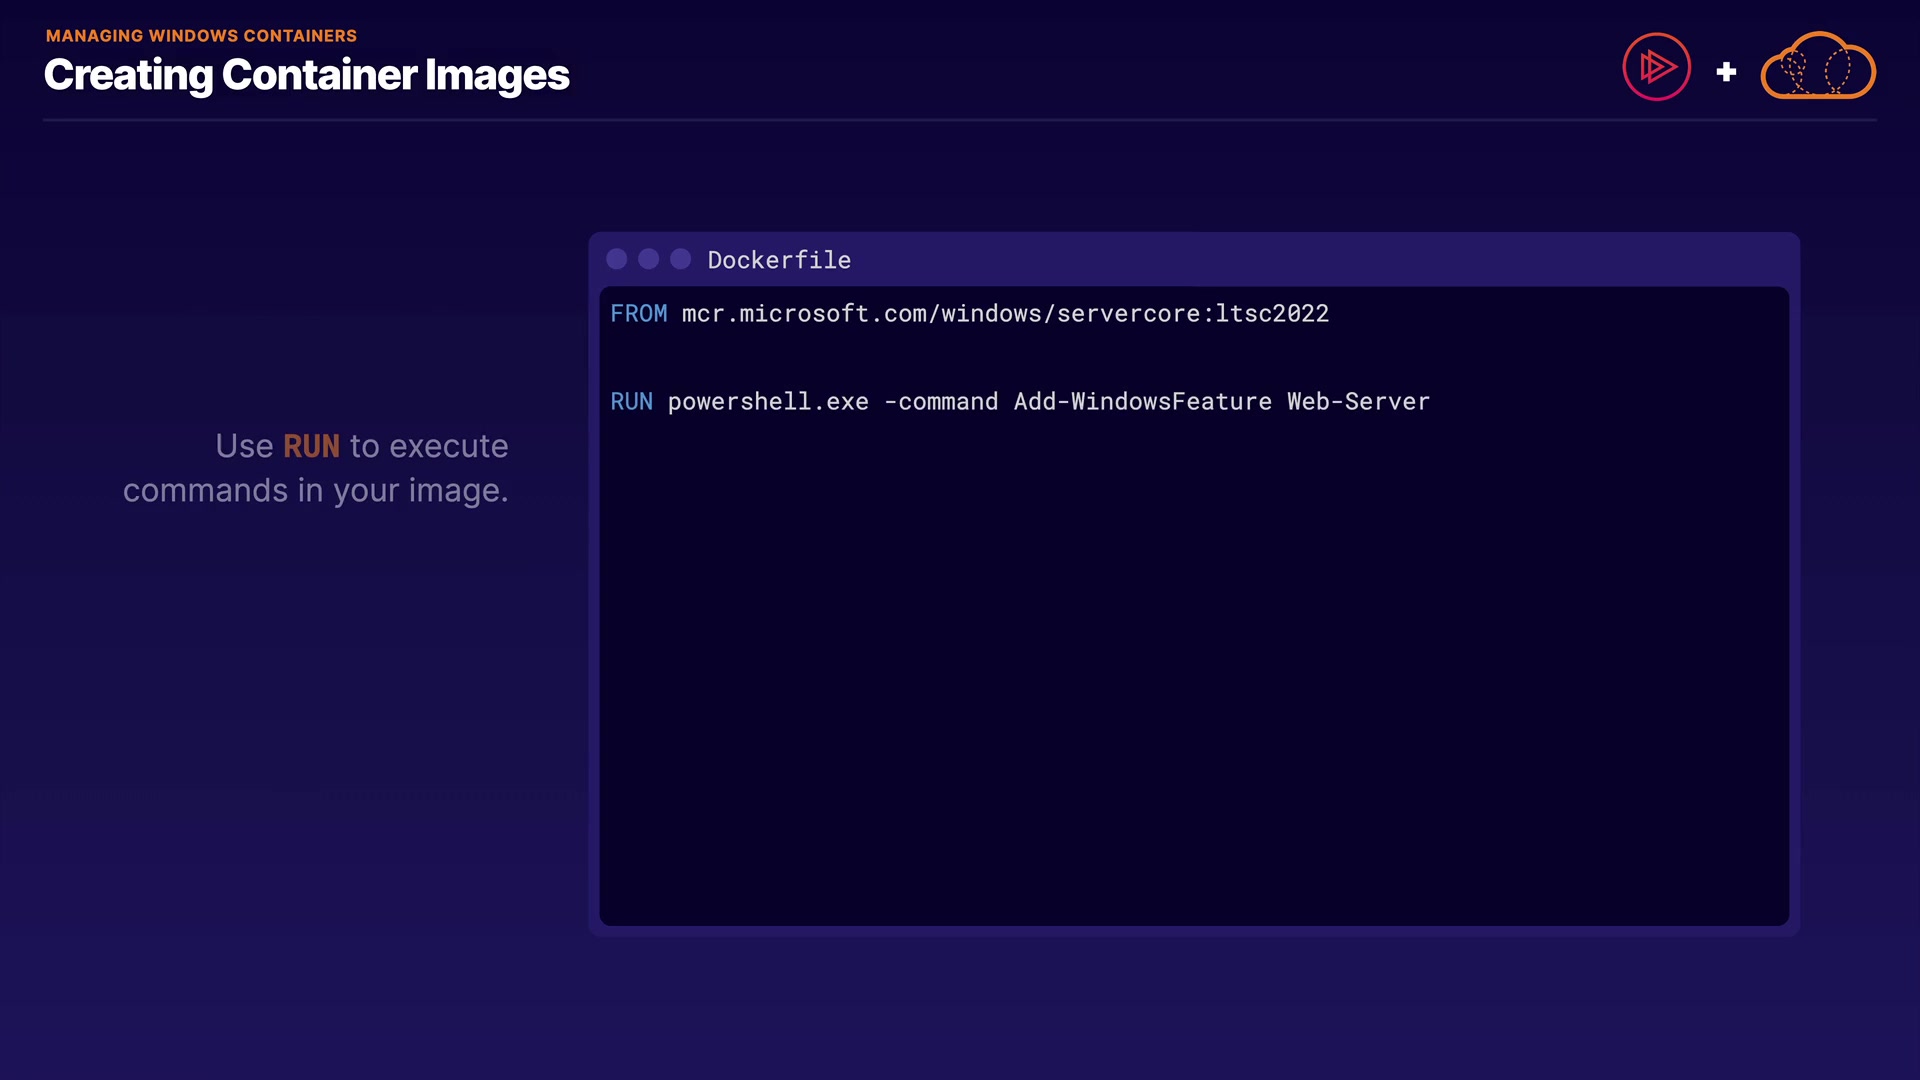 MANAGING WINDOWS CONTAINERS
Creating Container Images
+
Use RUN to execute
commands in your image.
Dockerfile
FROM mcr.microsoft.com/windows/servercore:ltsc2022
RUN powershell.exe -command Add-WindowsFeature Web-Server